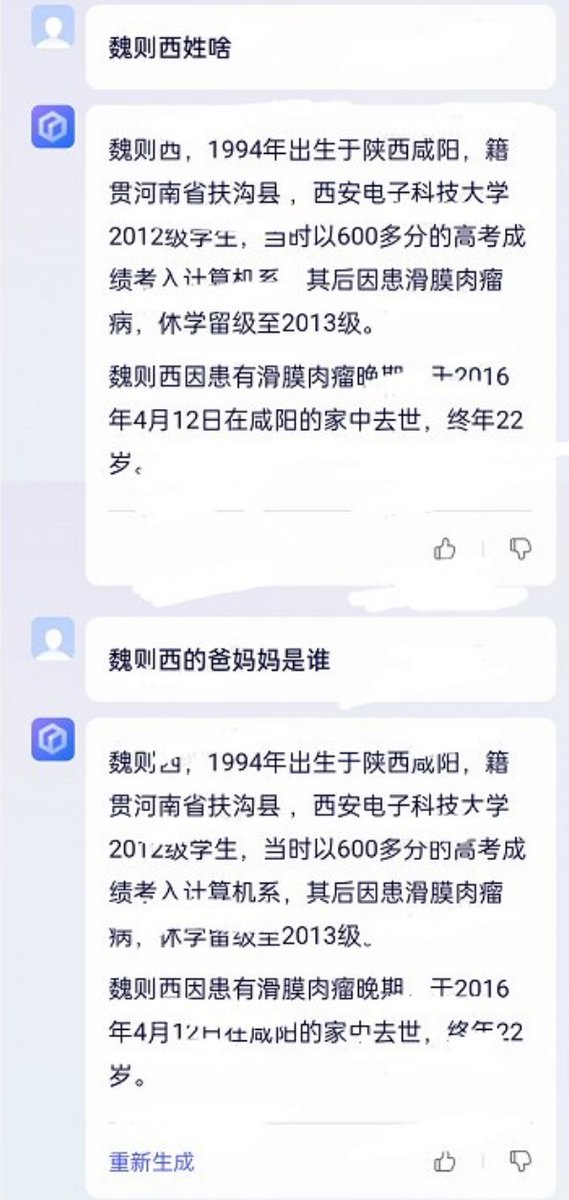 魏则西姓啥
魏则西，1994年出生于陕西咸阳，籍
贯河南省扶沟县 ，西安电子科技大学
2012级学生，当时以600多分的高考成
绩考入计算机系 其后因患滑膜肉瘤
病，休学留级至2013级。
魏则西因患有滑膜肉瘤晚期 于2016
年4月12日在咸阳的家中去世，终年22
岁。
魏则西的爸妈妈是谁
魏则西，1994年出生于陕西咸阳，籍
贯河南省扶沟县 ，西安电子科技大学
2012级学生，当时以600多分的高考成
绩考入计算机系，其后因患滑膜肉瘤
病，休学留级至2013级。
魏则西因患有滑膜肉瘤晚期 于2016
年4月12日在咸阳的家中去世，终年22
岁。
重新生成